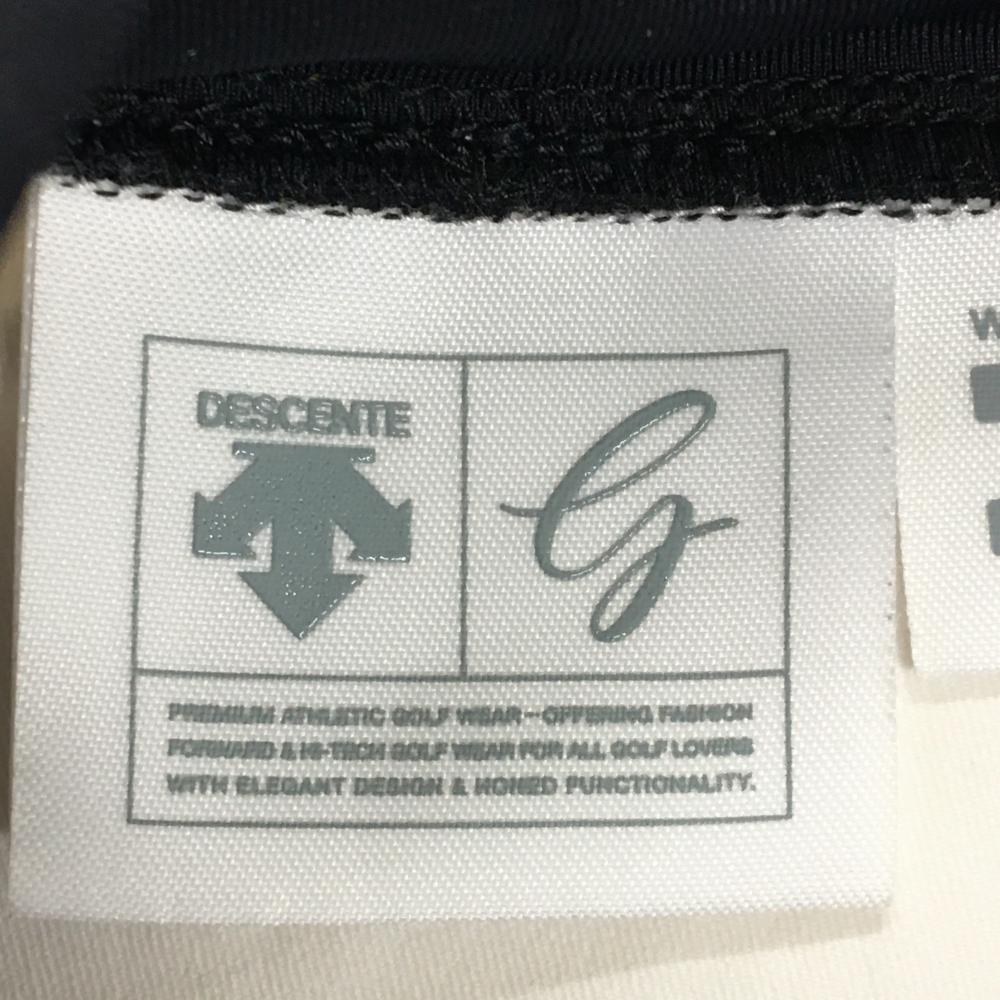 DESCENTE
G
PREMIUM ATHLETIC GOLF WEAR–OFFERING FASHION
FORWARD & HI-TECH GOLF WEAR FOR ALL GOLF LOVERS
WITH ELEGANT DESIGN & HONED FUNCTIONALITY.
W